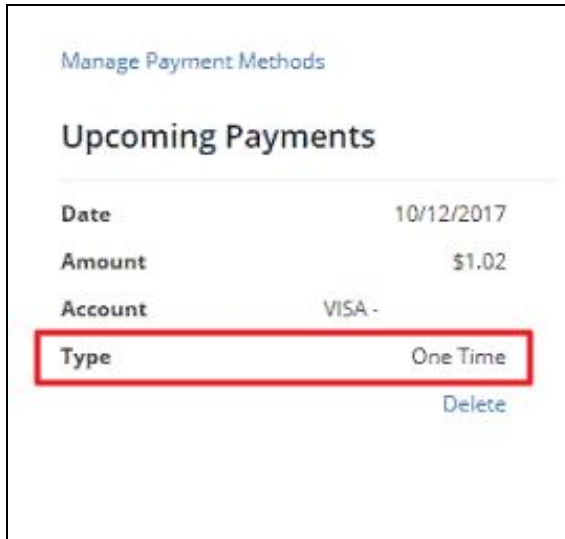 Manage Payment Methods
Upcoming Payments
Date 10/12/2017
Amount $1.02
Account VISA -
Type One Time
Delete